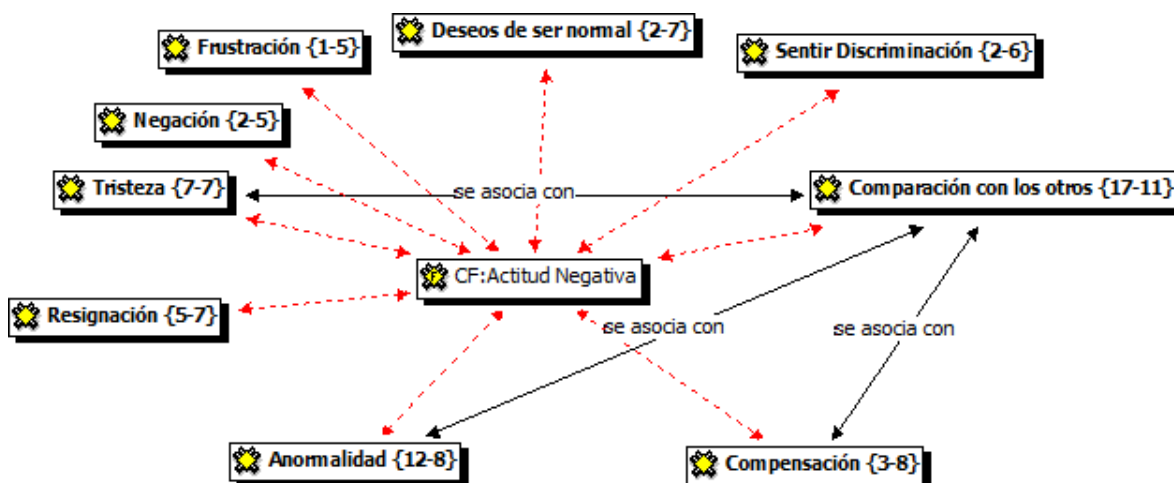 Deseos de ser normal {2-7}
Frustración {1-5}
Sentir Discriminación {2-6}
Negación {2-5}
Tristeza {7-7}
se asocia con
Comparación con los otros {17-11}
CF:Actitud Negativa
Resignación {5-7}
se asocia con
se asocia con
Anormalidad {12-8}
Compensación {3-8}